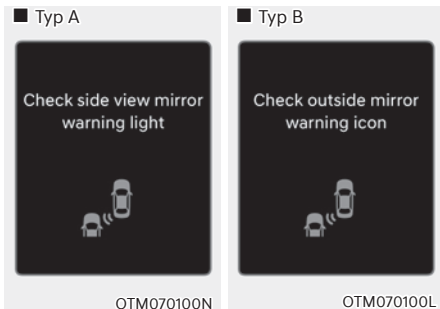 ■ Typ A
Check side view mirror
warning light
OTM070100N
■ Typ B
Check outside mirror
warning icon
OTM070100L